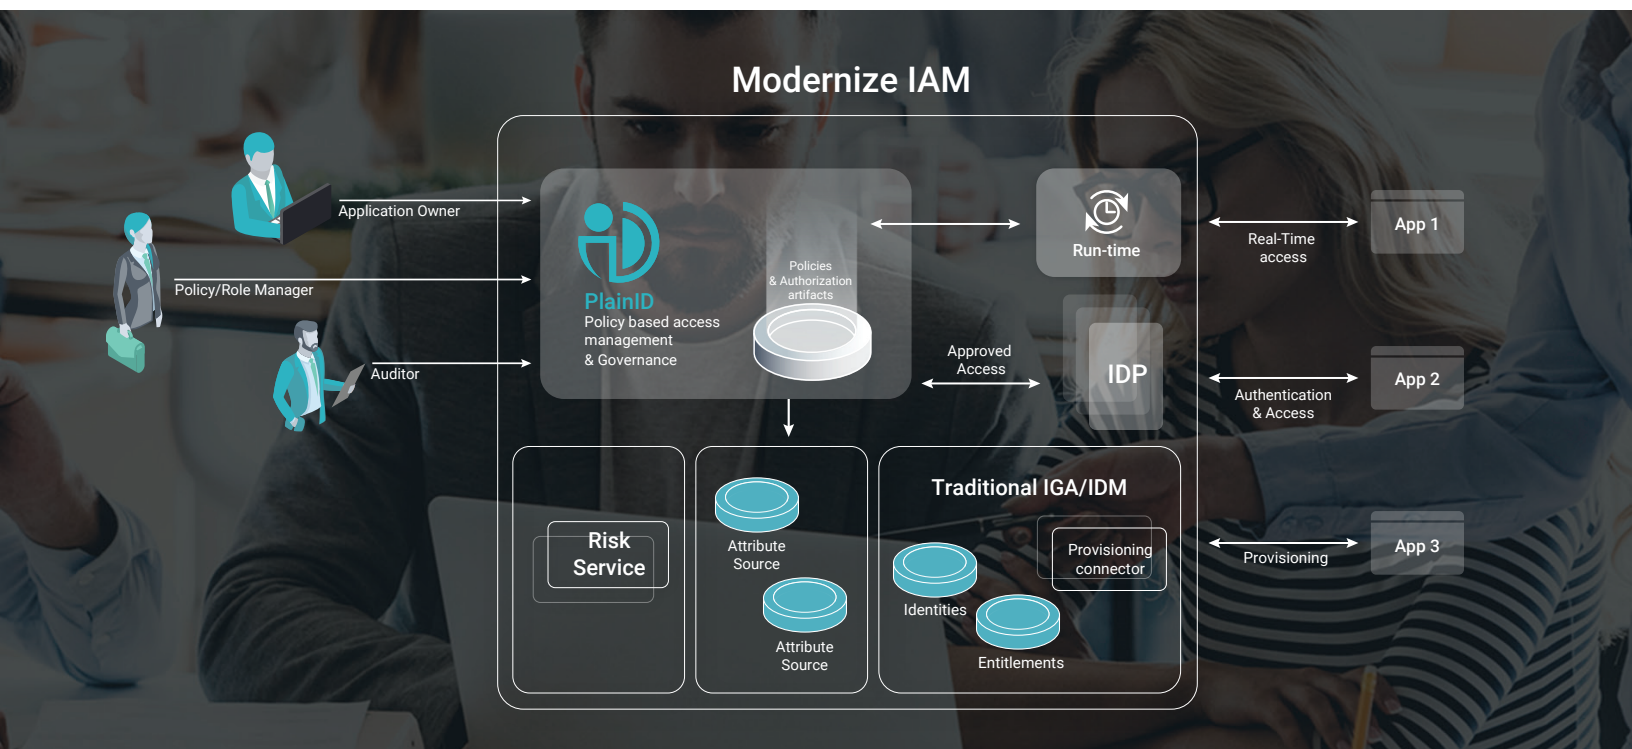 Modernize IAM
Application Owner
Policy/Role Manager
Auditor
PlainID
Policy based access
management
& Governance
Policies
& Authorization
artifacts
Run-time
Real-Time
access
App 1
Approved
Access
IDP
Authentication
& Access
App 2
Risk
Service
Attribute
Source
Attribute
Source
Traditional IGA/IDM
Identities
Entitlements
Provisioning
connector
Provisioning
App 3